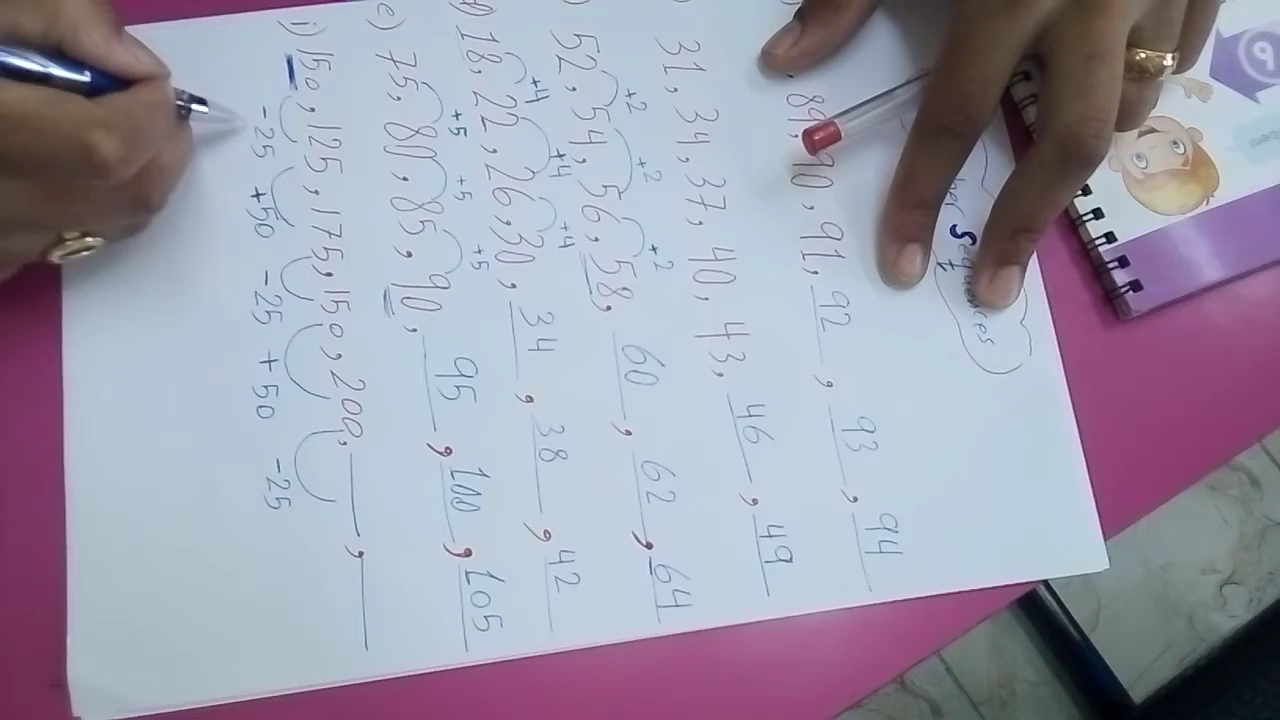 Sequences
89, 90, 91, 92, 93, 94
31, 34, 37, 40, 43, 46, 49
+2 +2 +2
52, 54, 56, 58, 60, 62, 64
+4 +4 +4
18, 22, 26, 30, 34, 38, 42
+5 +5 +5
e) 75, 80, 85, 90, 95, 100, 105
i) 150, 125, 175, 150, 200, ___, ___
-25 +50 -25 +50 -25